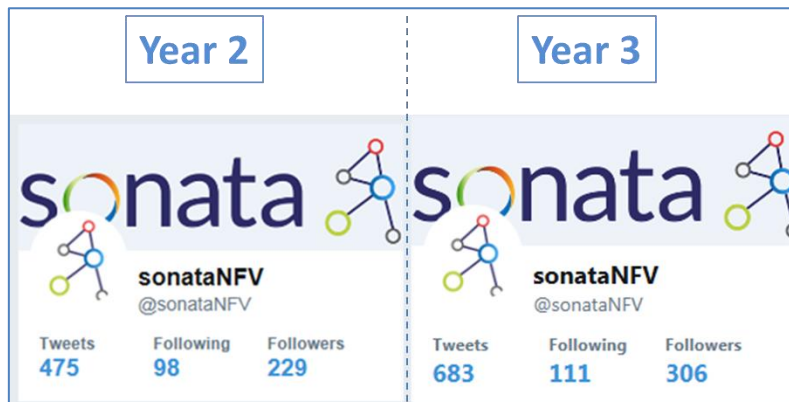 Year 2
Year 3
sonata
sonataNFV
@sonataNFV
Tweets Following Followers
475 98 229
sonata
sonataNFV
@sonataNFV
Tweets Following Followers
683 111 306